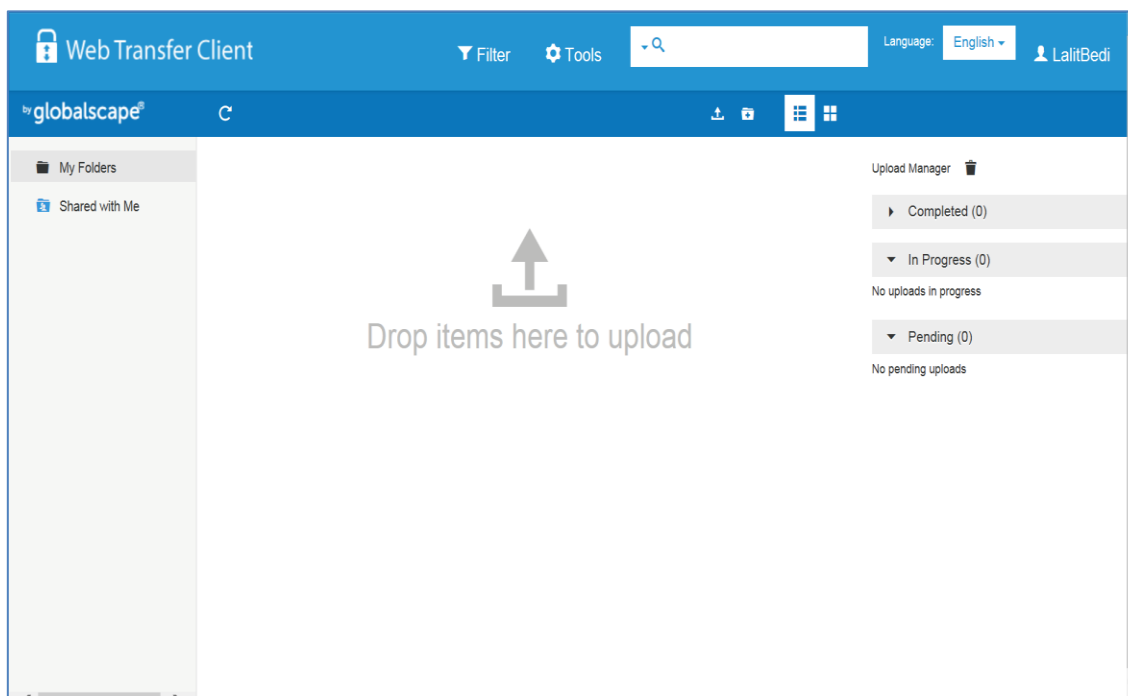 Web Transfer Client
Filter
Tools
Language:
English
LalitBedi
by globalscape®
My Folders
Shared with Me
Drop items here to upload
Upload Manager
Completed (0)
In Progress (0)
No uploads in progress
Pending (0)
No pending uploads